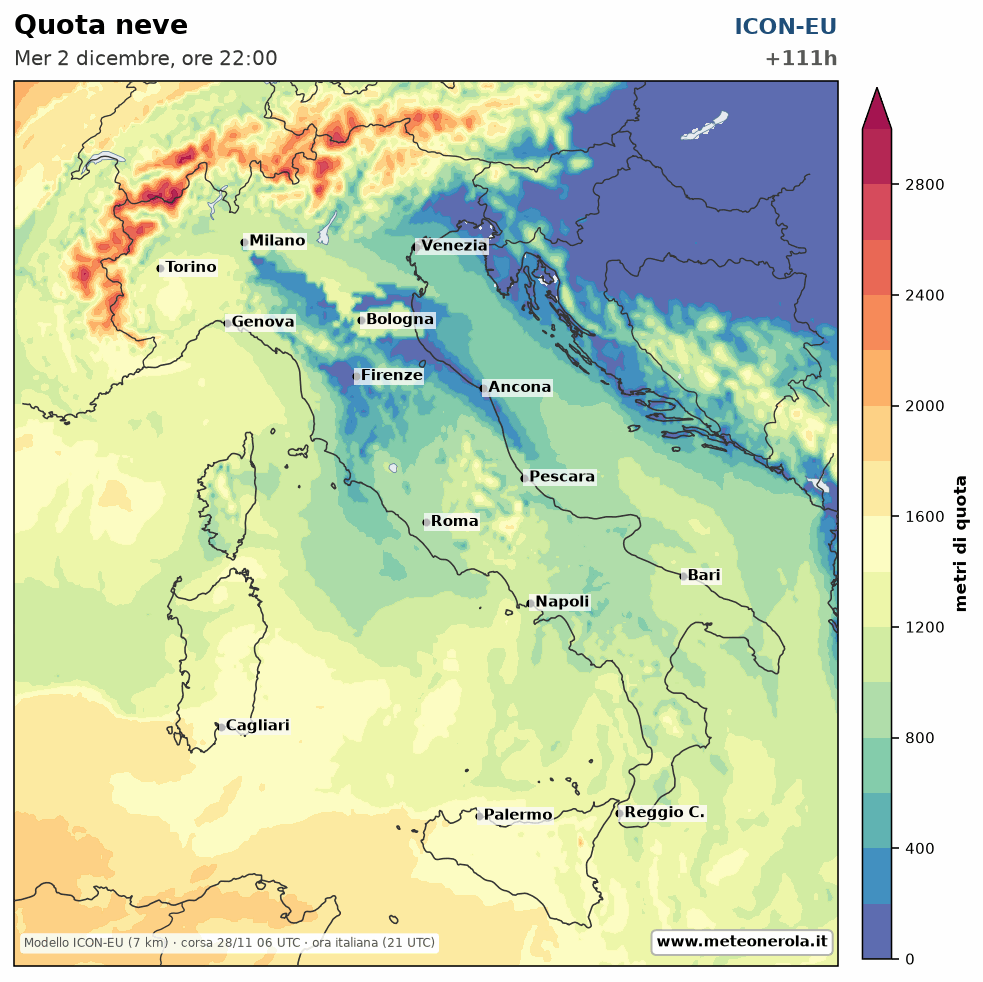 Quota neve
ICON-EU
Mer 2 dicembre, ore 22:00
+111h
Milano
Venezia
Torino
Genova
Bologna
Firenze
Ancona
Pescara
Roma
Bari
Napoli
Cagliari
Palermo
Reggio C.
2800
2400
2000
1600
1200
800
400
0
metri di quota
Modello ICON-EU (7 km) · corsa 28/11 06 UTC · ora italiana (21 UTC)
www.meteonerola.it